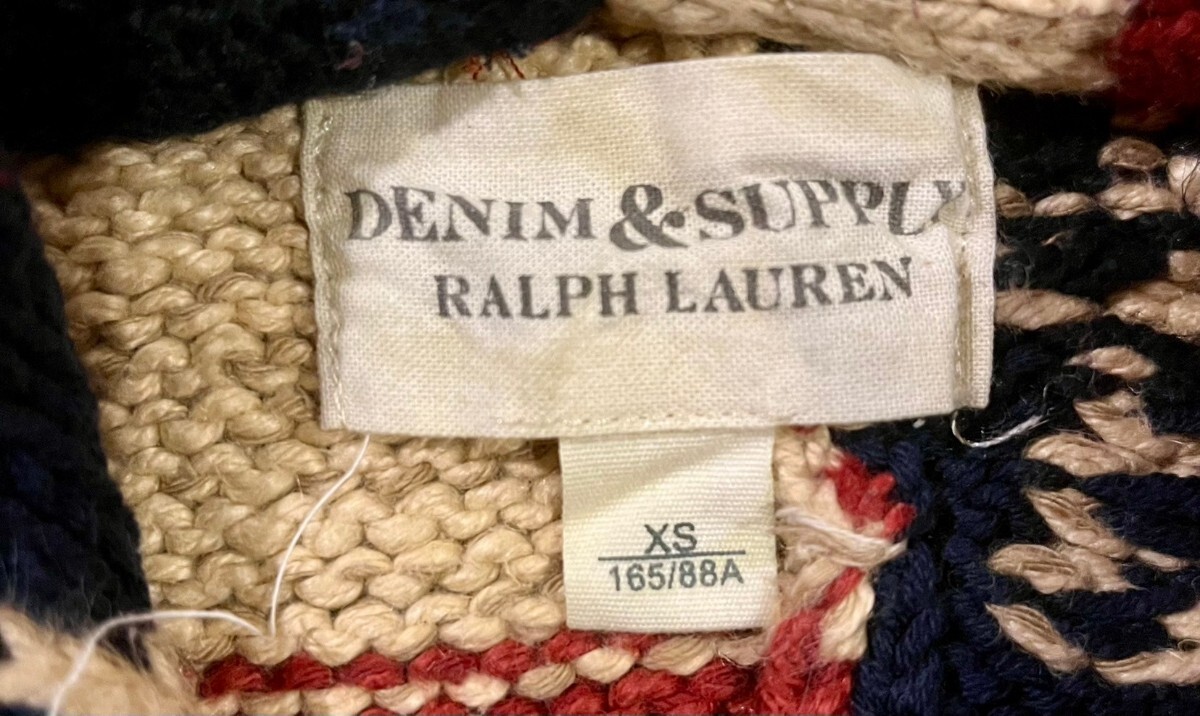 DENIM & SUPPLY
RALPH LAUREN
XS
165/88A